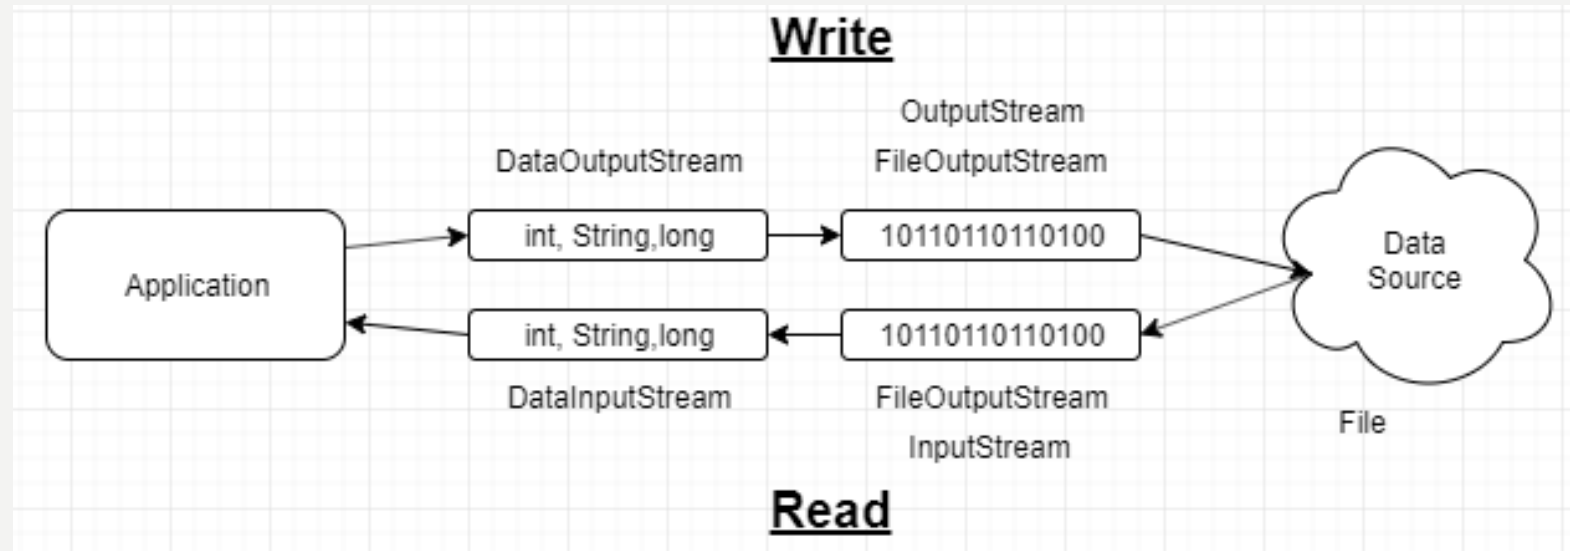 Write
OutputStream
DataOutputStream
FileOutputStream
int, String,long
10110110110100
Application
Data
Source
int, String,long
10110110110100
DataInputStream
FileOutputStream
File
InputStream
Read